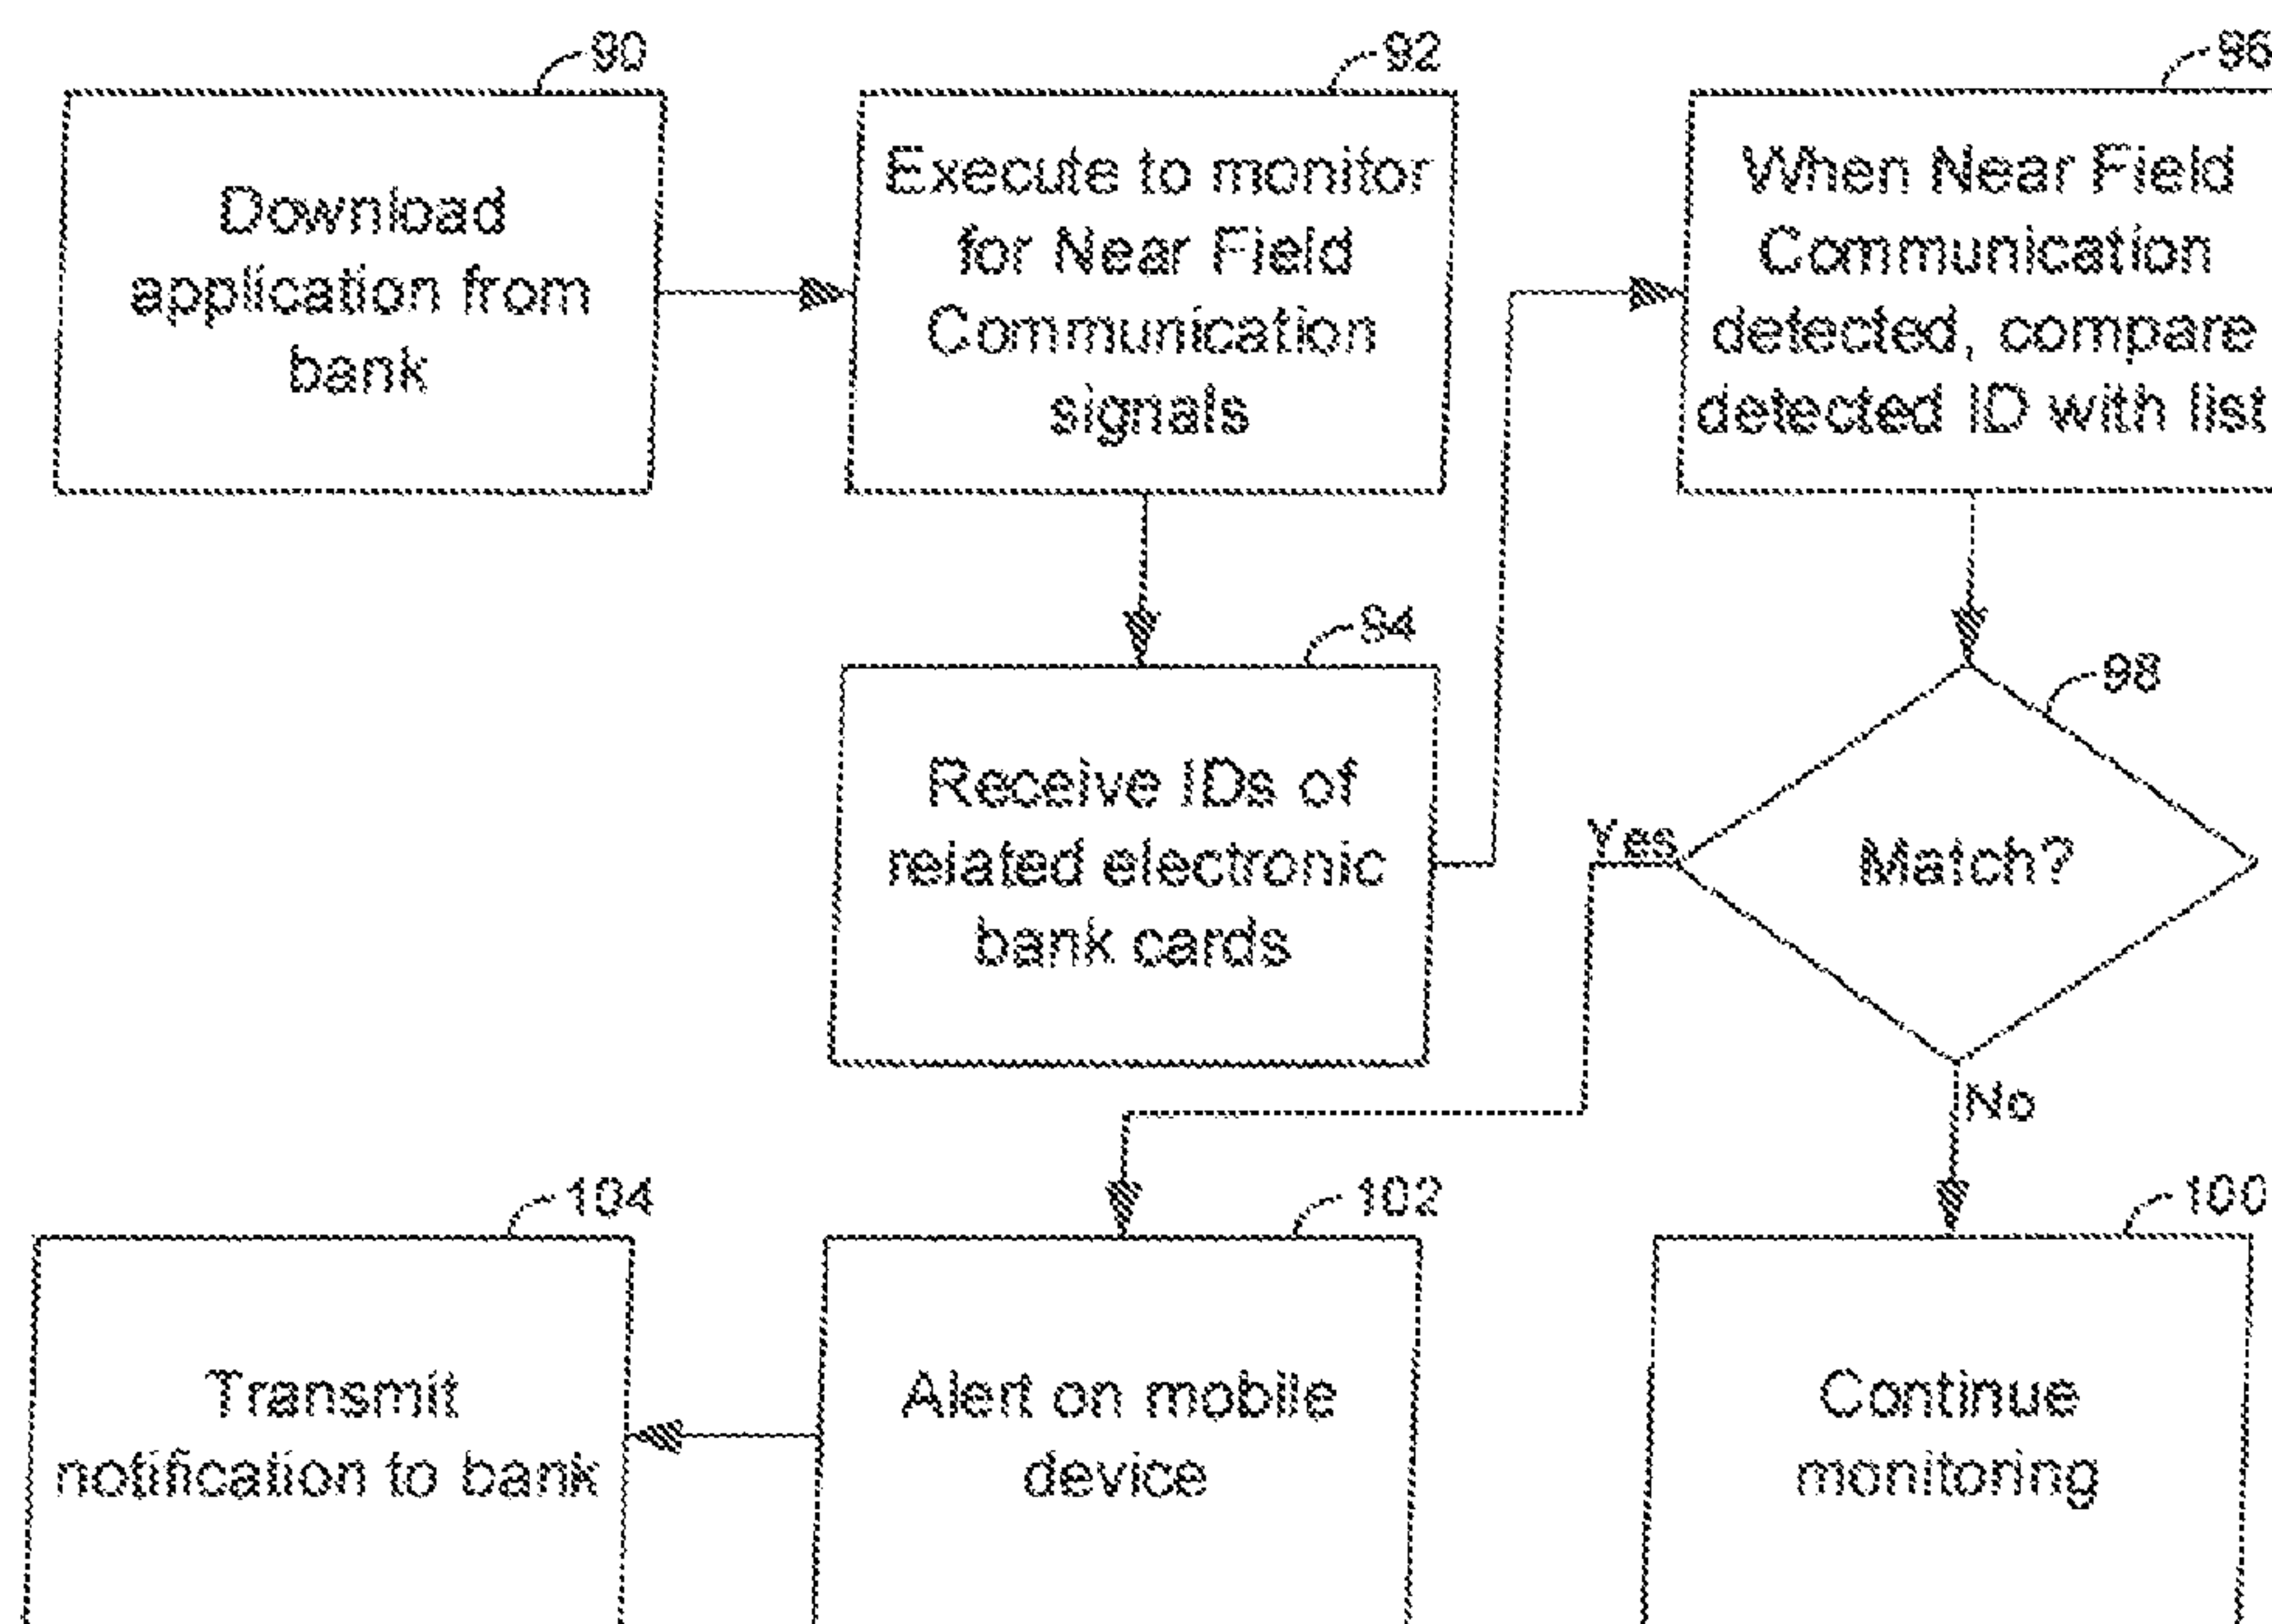 90
Download
application from
bank
92
Execute to monitor
for Near Field
Communication
signals
96
When Near Field
Communication
detected, compare
detected ID with list
94
Receive IDs of
related electronic
bank cards
98
Match?
Yes
No
104
Transmit
notification to bank
102
Alert on mobile
device
100
Continue
monitoring